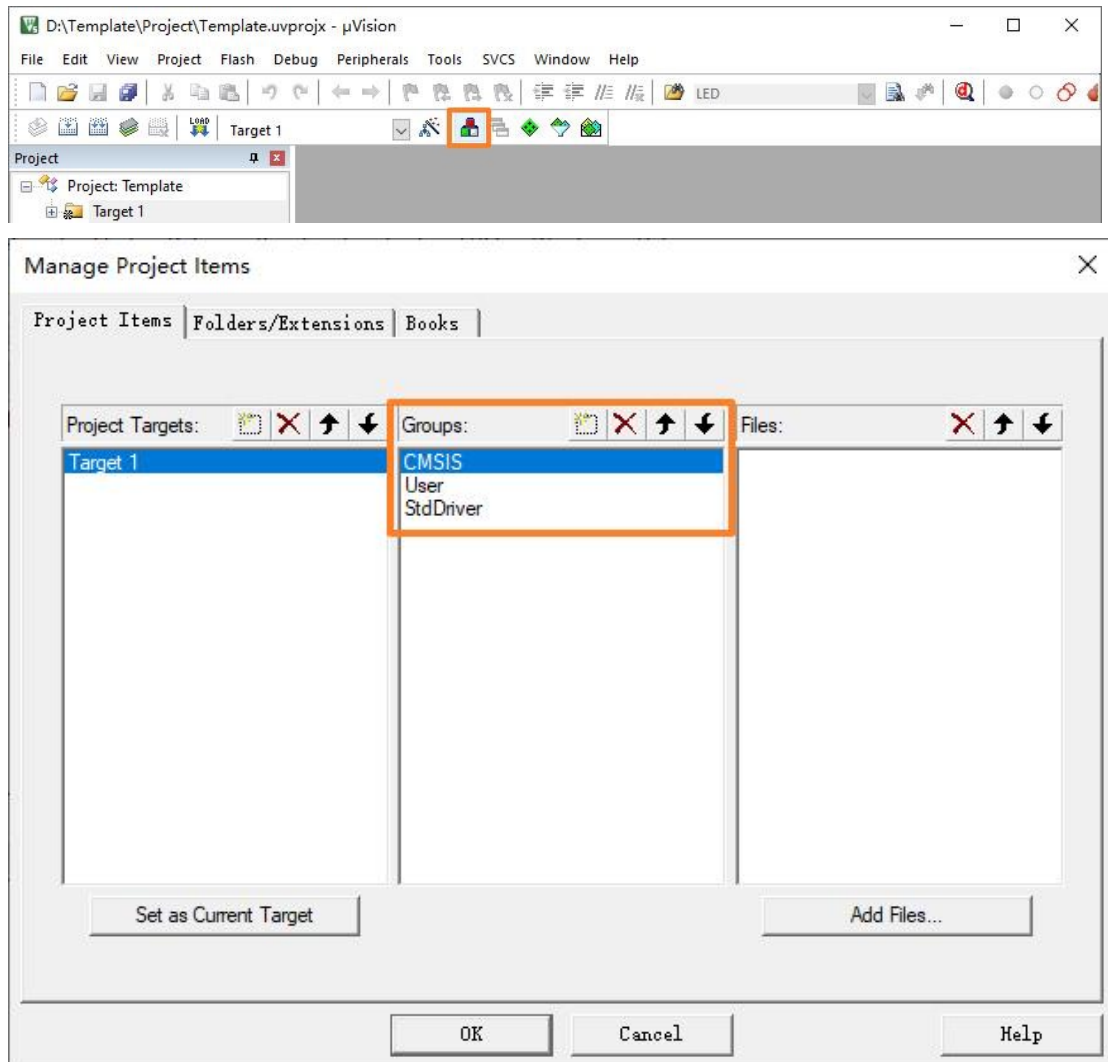 D:\Template\Project\Template.uvprojx - µVision
File Edit View Project Flash Debug Peripherals Tools SVCS Window Help
LED
LOAD Target 1
Project
Project: Template
Target 1
Manage Project Items
Project Items Folders/Extensions Books
Project Targets: Groups: Files:
Target 1 CMSIS
User
StdDriver
Set as Current Target Add Files...
OK Cancel Help